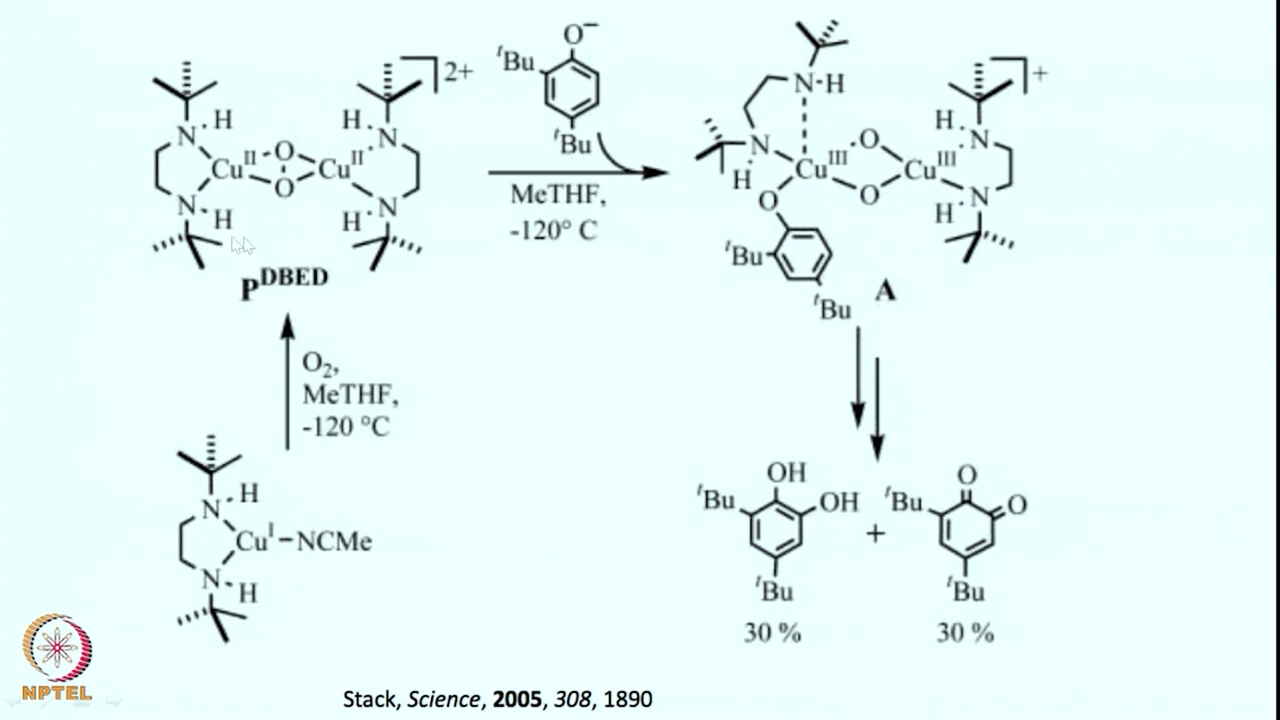 2+
+
O−
ᵗBu
ᵗBu
N
H
N
H
Cu
II
O
O
Cu
II
H
N
H
N
MeTHF,
-120° C
N-H
N
H
Cu
III
O
O
Cu
III
H
N
N
H
O
ᵗBu
ᵗBu
P DBED
A
O₂,
MeTHF,
-120 °C
N
H
Cu
I
NCMe
N
H
OH
OH
ᵗBu
ᵗBu
+
O
O
ᵗBu
ᵗBu
30 %
30 %
NPTEL
Stack, Science, 2005, 308, 1890